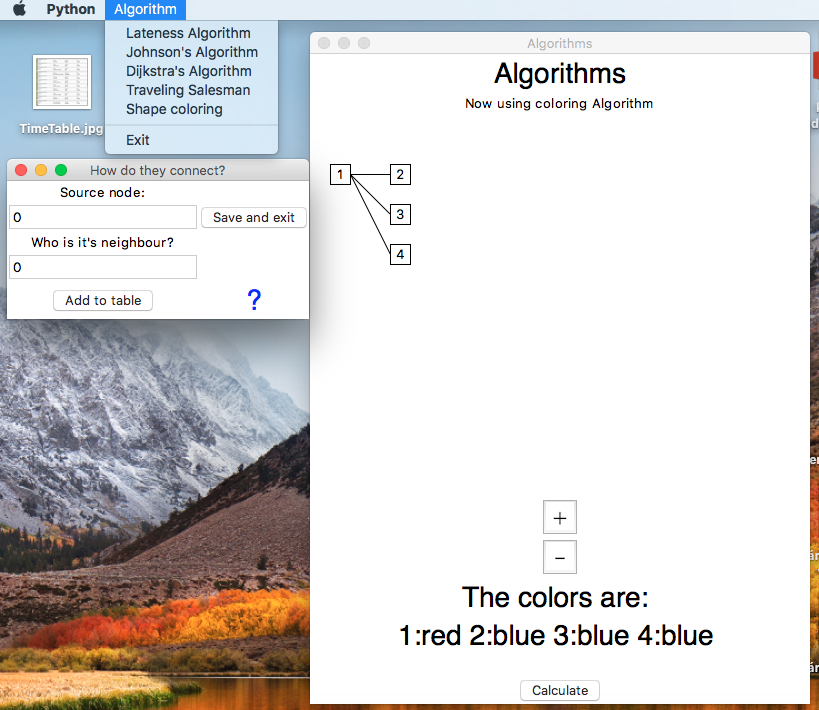 Python Algorithm
Lateness Algorithm
Johnson's Algorithm
Dijkstra's Algorithm
Traveling Salesman
Shape coloring
Exit
TimeTable.jpg
How do they connect?
Source node:
0
Save and exit
Who is it's neighbour?
0
Add to table
?
Algorithms
Algorithms
Now using coloring Algorithm
1 2
3
4
+
−
The colors are:
1:red 2:blue 3:blue 4:blue
Calculate